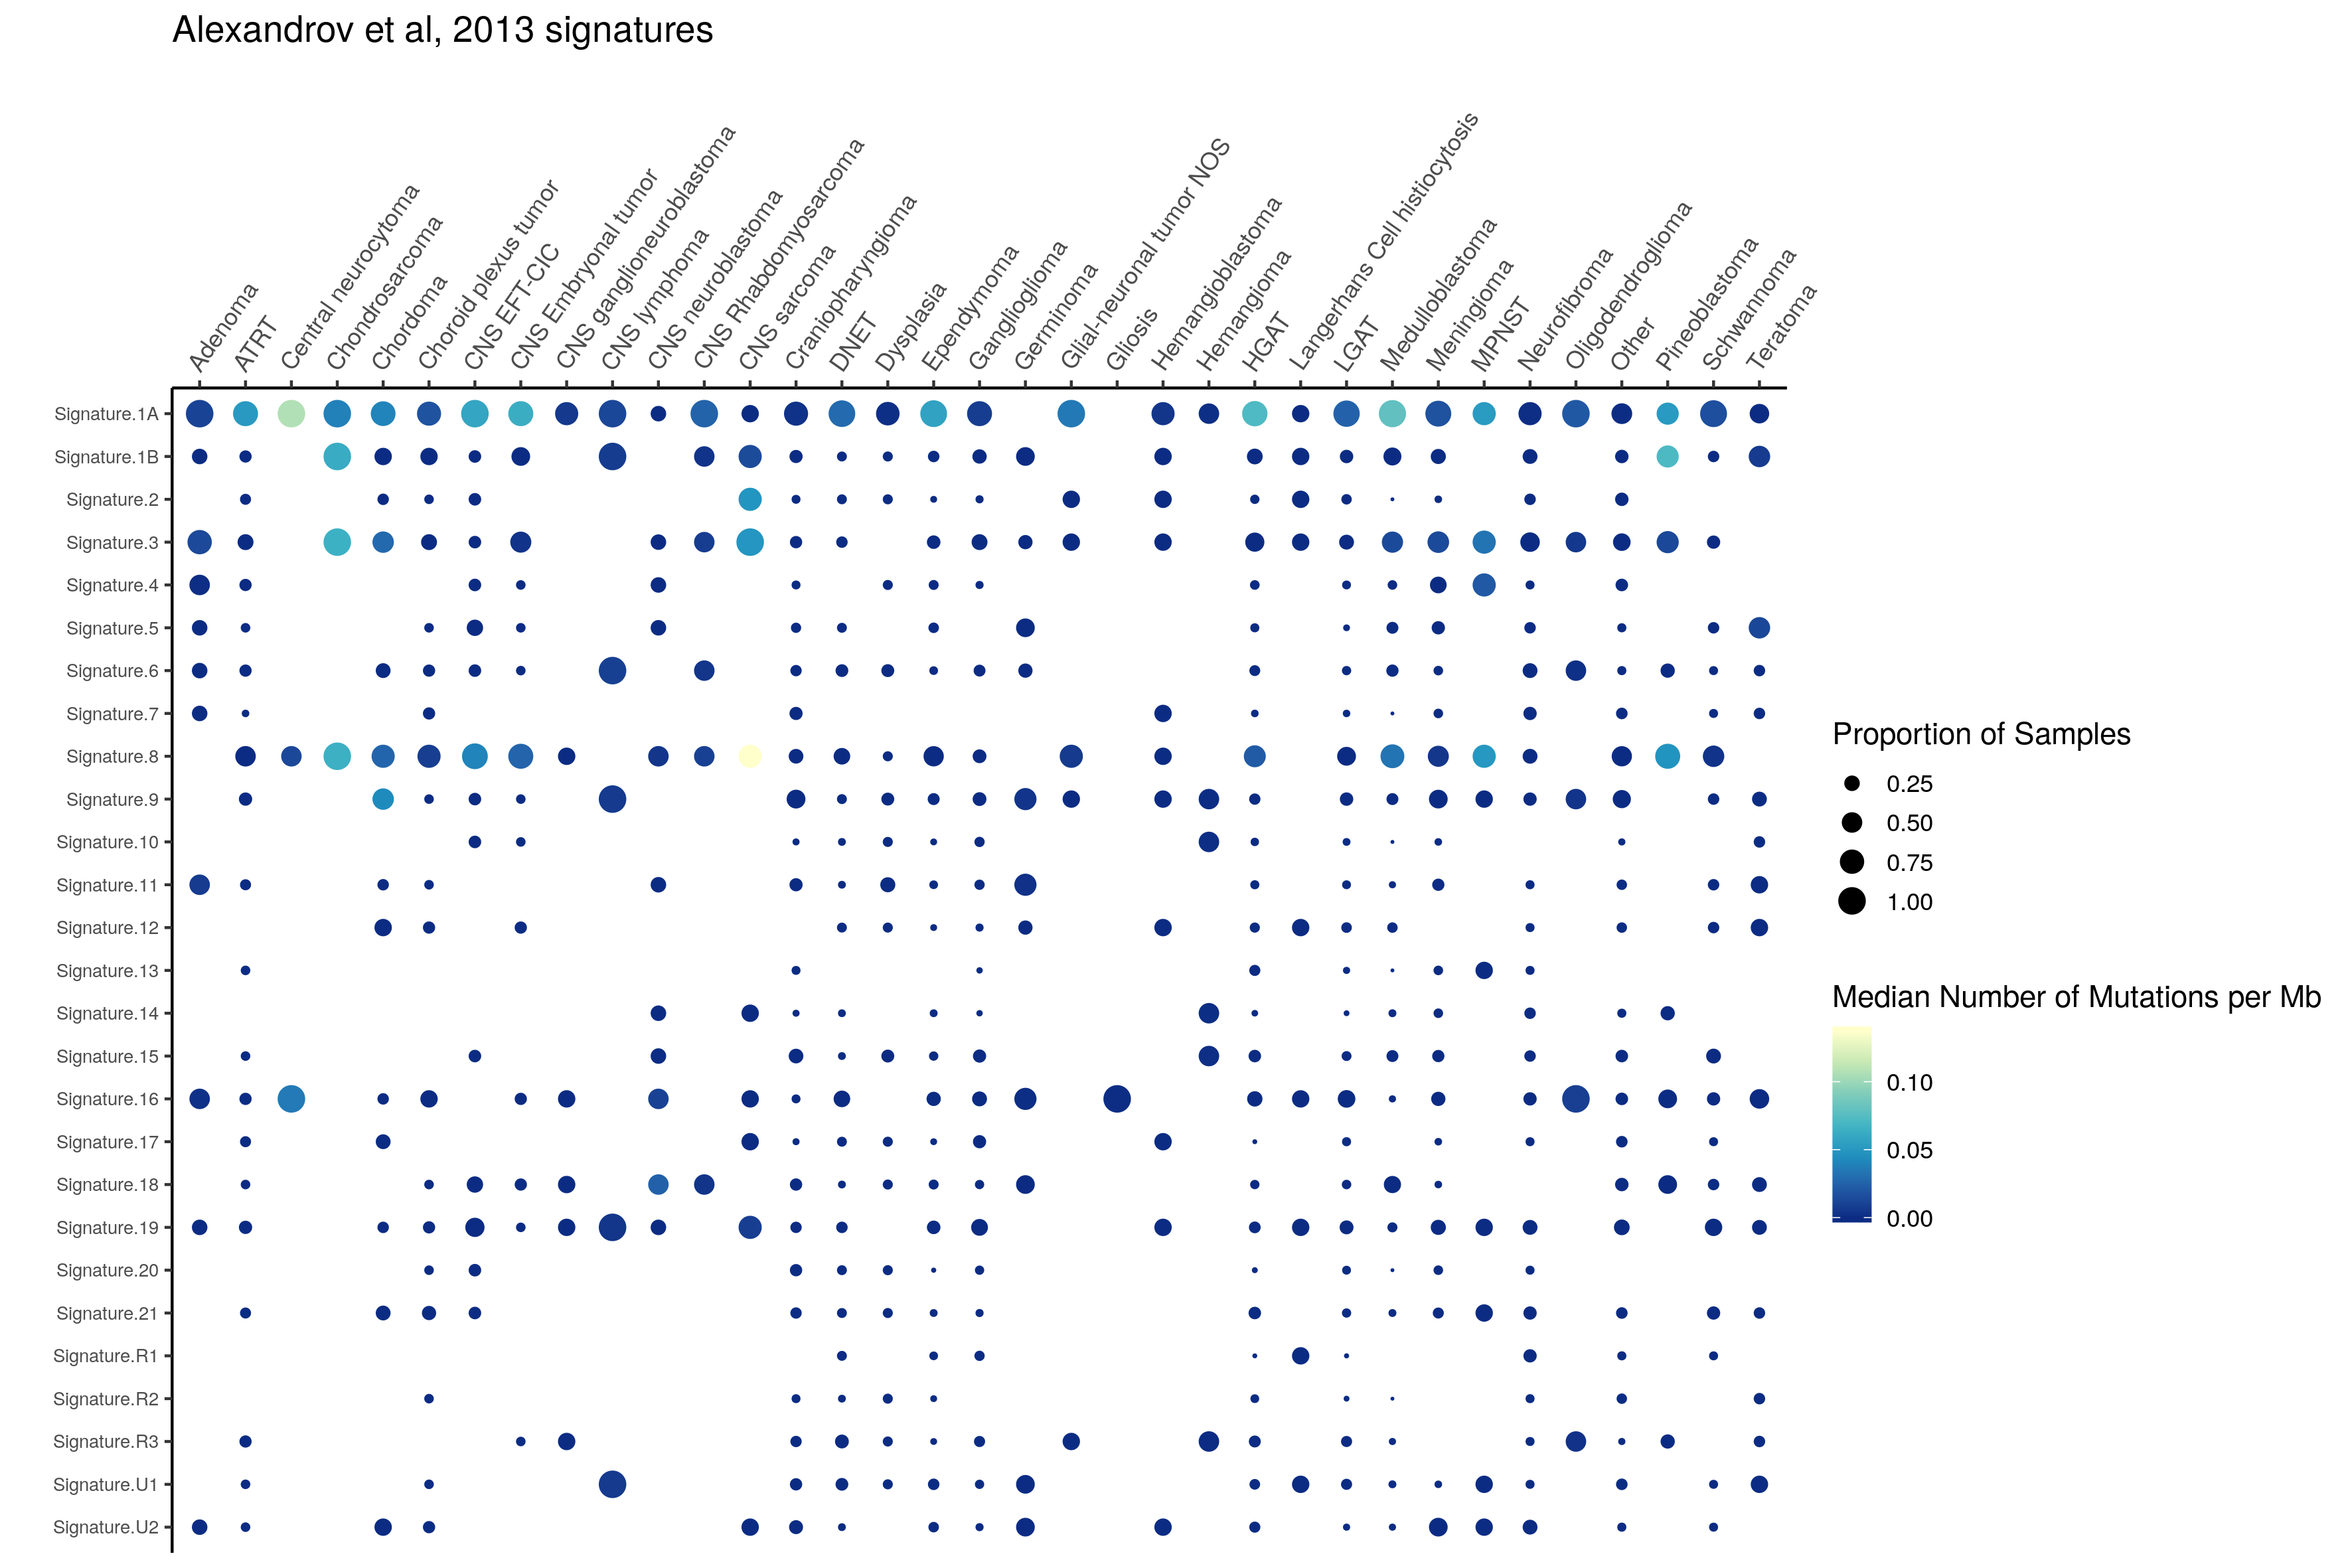 Alexandrov et al, 2013 signatures
Adenoma
ATRT
Central neurocytoma
Chondrosarcoma
Chordoma
Choroid plexus tumor
CNS EFT-CIC
CNS Embryonal tumor
CNS ganglioneuroblastoma
CNS lymphoma
CNS neuroblastoma
CNS Rhabdomyosarcoma
CNS sarcoma
Craniopharyngioma
DNET
Dysplasia
Ependymoma
Ganglioglioma
Germinoma
Glial-neuronal tumor NOS
Gliosis
Hemangioblastoma
Hemangioma
HGAT
Langerhans Cell histiocytosis
LGAT
Medulloblastoma
Meningioma
MPNST
Neurofibroma
Oligodendroglioma
Other
Pineoblastoma
Schwannoma
Teratoma
Signature.1A
Signature.1B
Signature.2
Signature.3
Signature.4
Signature.5
Signature.6
Signature.7
Signature.8
Signature.9
Signature.10
Signature.11
Signature.12
Signature.13
Signature.14
Signature.15
Signature.16
Signature.17
Signature.18
Signature.19
Signature.20
Signature.21
Signature.R1
Signature.R2
Signature.R3
Signature.U1
Signature.U2
Proportion of Samples
0.25
0.50
0.75
1.00
Median Number of Mutations per Mb
0.10
0.05
0.00